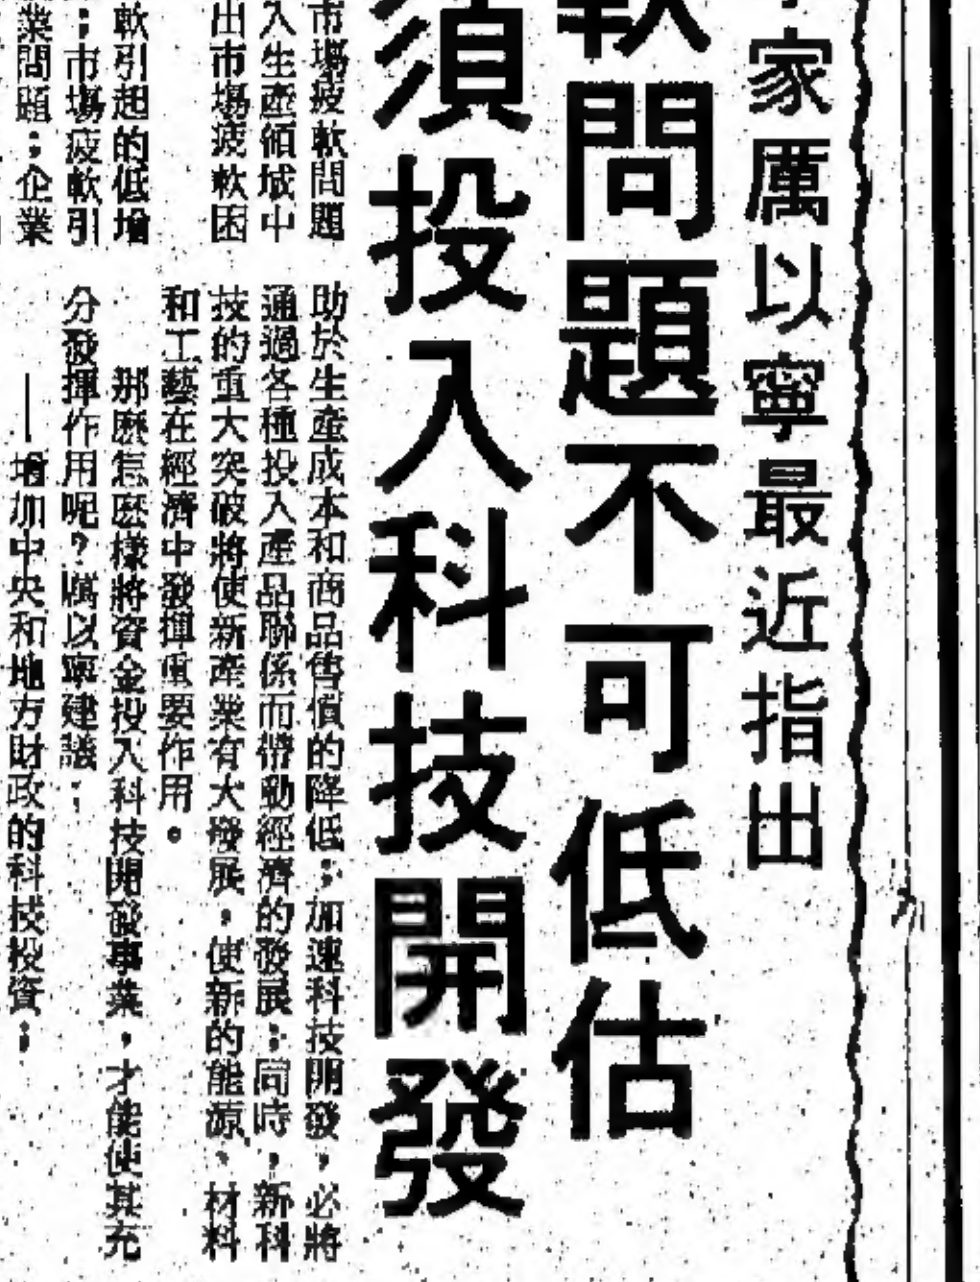 家厲以寧最近指出
軟問題不可低估
須投入科技開發
市塲疲軟問題
入生產領域中
出市塲疲軟困
軟引起的低增
；市塲疲軟引
業問題；企業
助於生產成本和商品售價的降低；加速科技開發，必將
通過各種投入產品聯係而帶動經濟的發展；同時，新科
技的重大突破將使新產業有大發展，使新的能源、材料
和工藝在經濟中發揮重要作用。
那麽怎麽樣將資金投入科技開發事業，才能使其充
分發揮作用呢？厲以寧建議：
——增加中央和地方財政的科技投資；